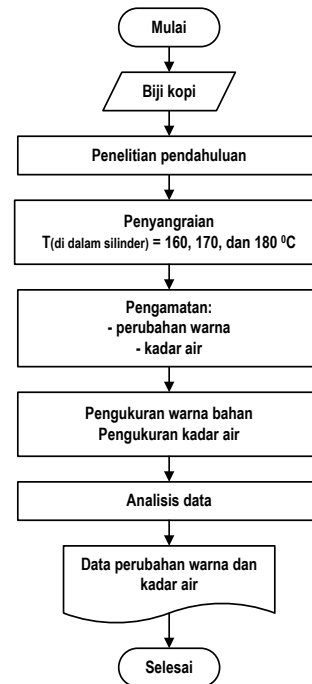 Mulai
Biji kopi
Penelitian pendahuluan
Penyangraian
T(di dalam silinder) = 160, 170, dan 180 ⁰C
Pengamatan:
- perubahan warna
- kadar air
Pengukuran warna bahan
Pengukuran kadar air
Analisis data
Data perubahan warna dan
kadar air
Selesai